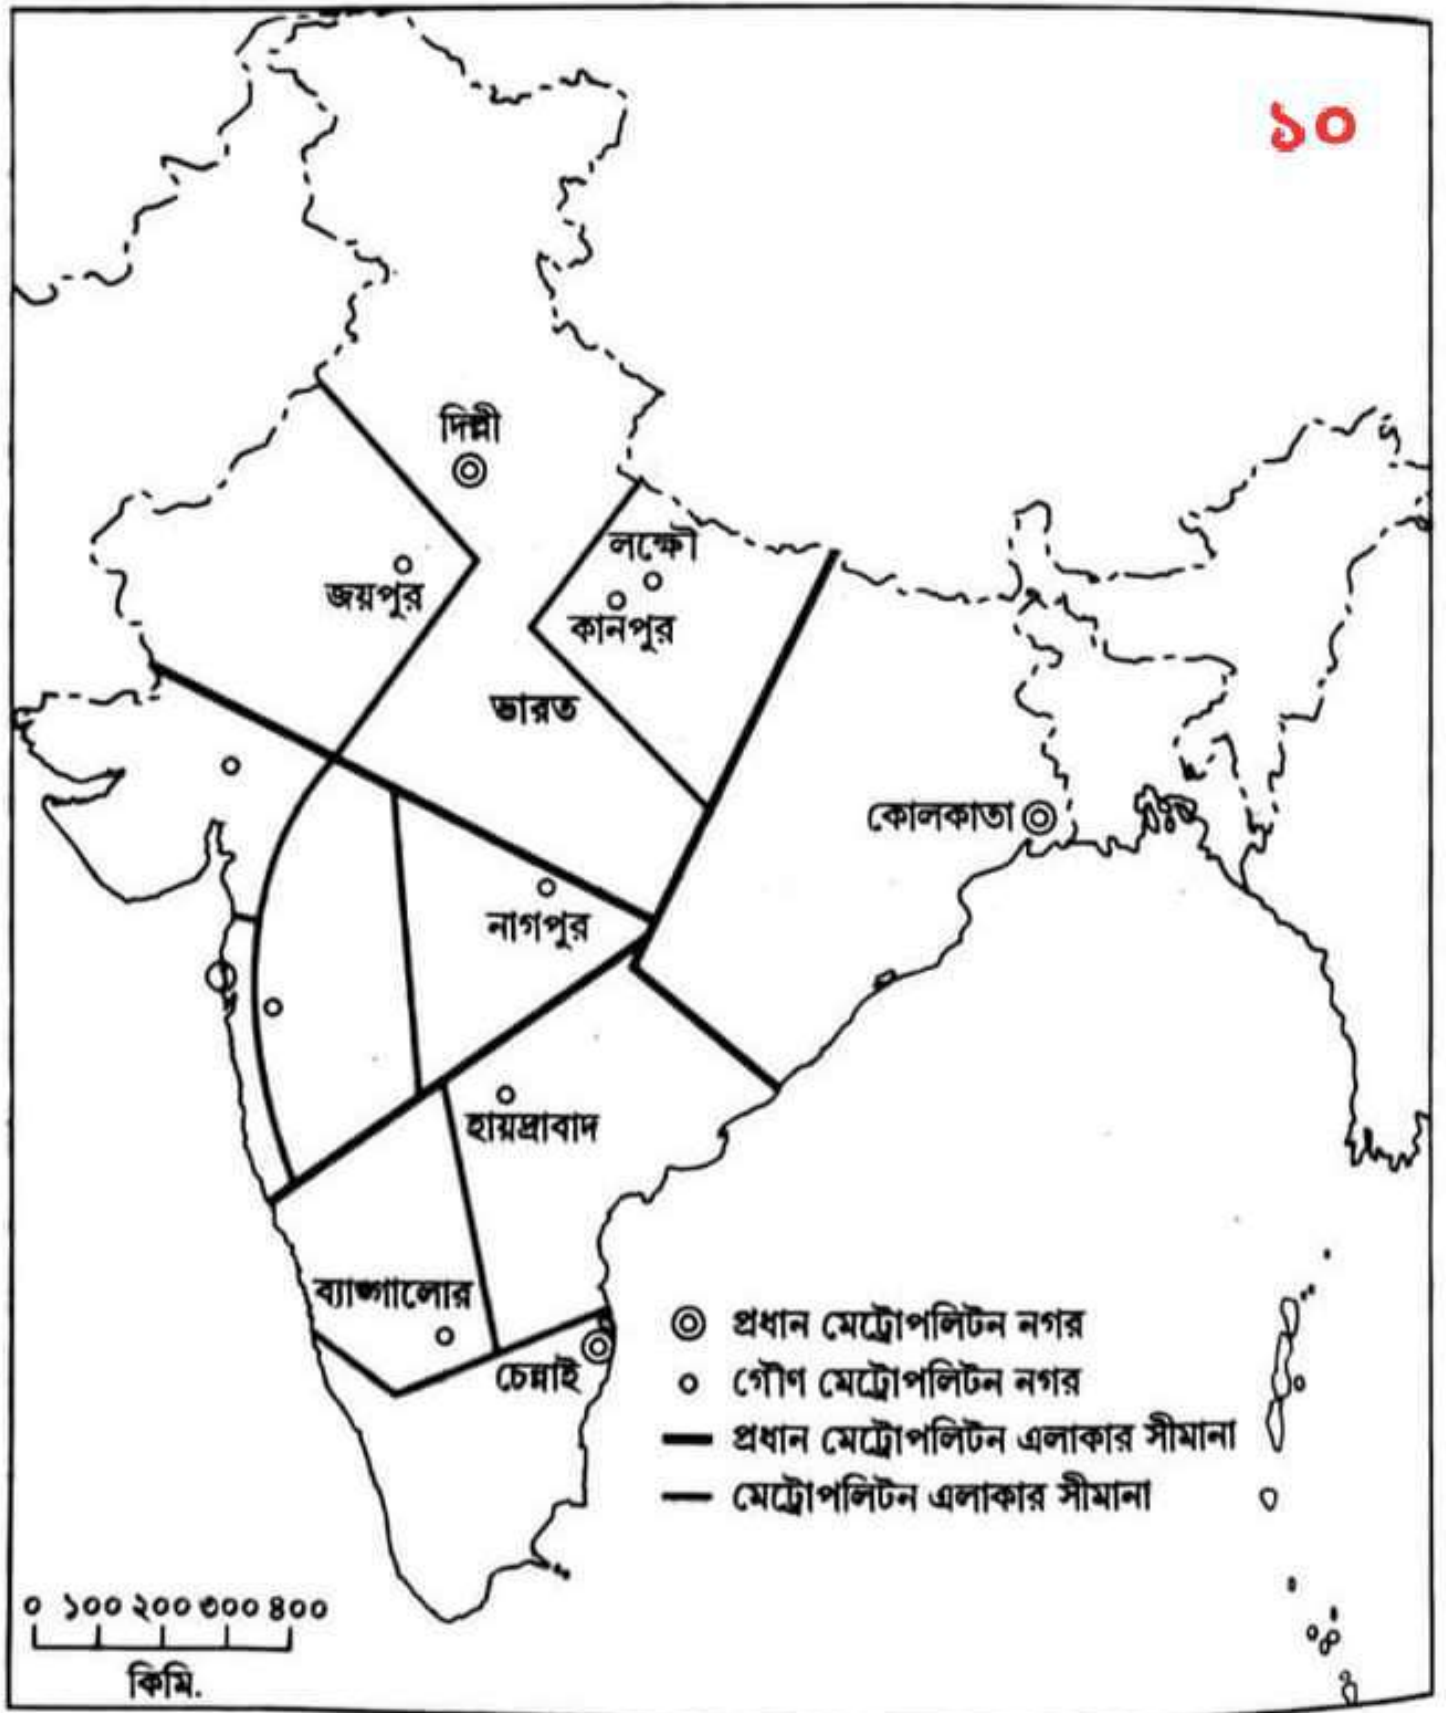 ১০
দিল্লী
লক্ষ্ণৌ
জয়পুর
কানপুর
ভারত
কোলকাতা
নাগপুর
হায়দ্রাবাদ
ব্যাঙ্গালোর
চেন্নাই
প্রধান মেট্রোপলিটন নগর
গৌণ মেট্রোপলিটন নগর
প্রধান মেট্রোপলিটন এলাকার সীমানা
মেট্রোপলিটন এলাকার সীমানা
০ ১০০ ২০০ ৩০০ ৪০০
কিমি.